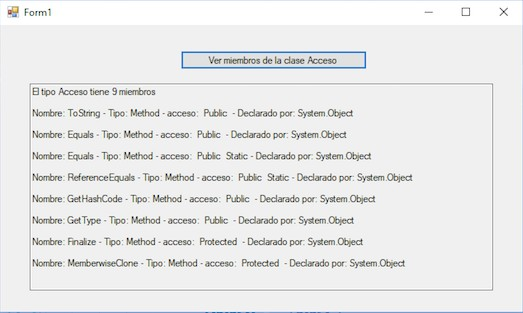 Form1
Ver miembros de la clase Acceso
El tipo Acceso tiene 9 miembros
Nombre: ToString - Tipo: Method - acceso: Public - Declarado por: System.Object
Nombre: Equals - Tipo: Method - acceso: Public - Declarado por: System.Object
Nombre: Equals - Tipo: Method - acceso: Public Static - Declarado por: System.Object
Nombre: ReferenceEquals - Tipo: Method - acceso: Public Static - Declarado por: System.Object
Nombre: GetHashCode - Tipo: Method - acceso: Public - Declarado por: System.Object
Nombre: GetType - Tipo: Method - acceso: Public - Declarado por: System.Object
Nombre: Finalize - Tipo: Method - acceso: Protected - Declarado por: System.Object
Nombre: MemberwiseClone - Tipo: Method - acceso: Protected - Declarado por: System.Object